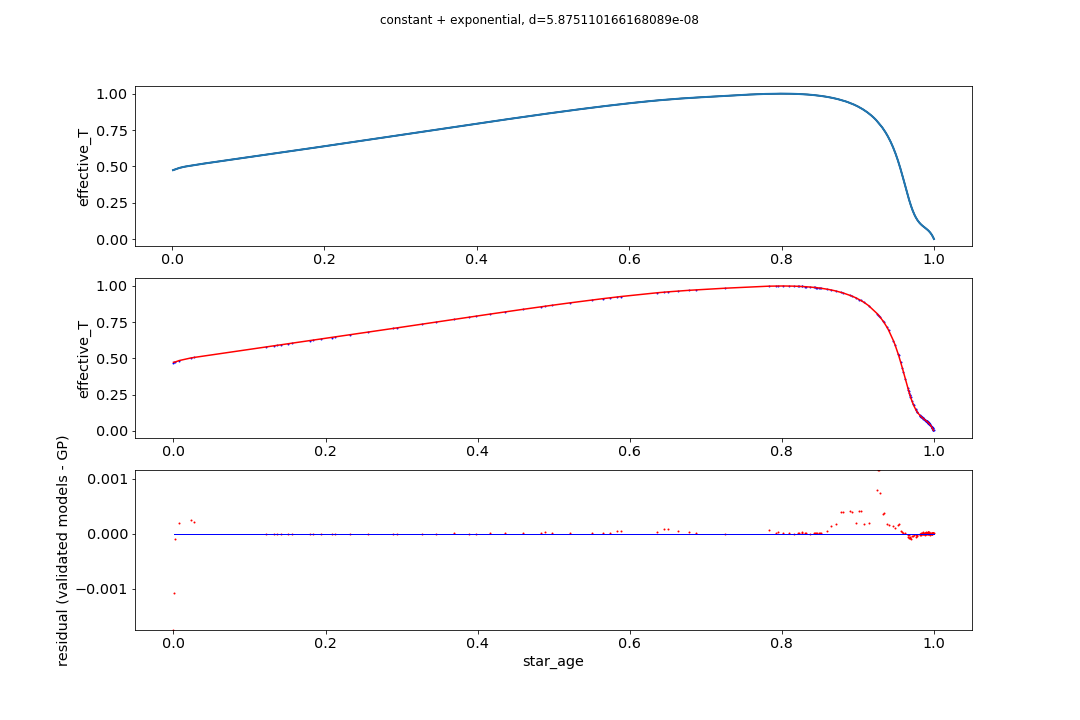 constant + exponential, d=5.875110166168089e-08
1.00
0.75
0.50
0.25
0.00
effective_T
0.0 0.2 0.4 0.6 0.8 1.0
1.00
0.75
0.50
0.25
0.00
effective_T
0.0 0.2 0.4 0.6 0.8 1.0
0.001
0.000
−0.001
residual (validated models - GP)
0.0 0.2 0.4 0.6 0.8 1.0
star_age